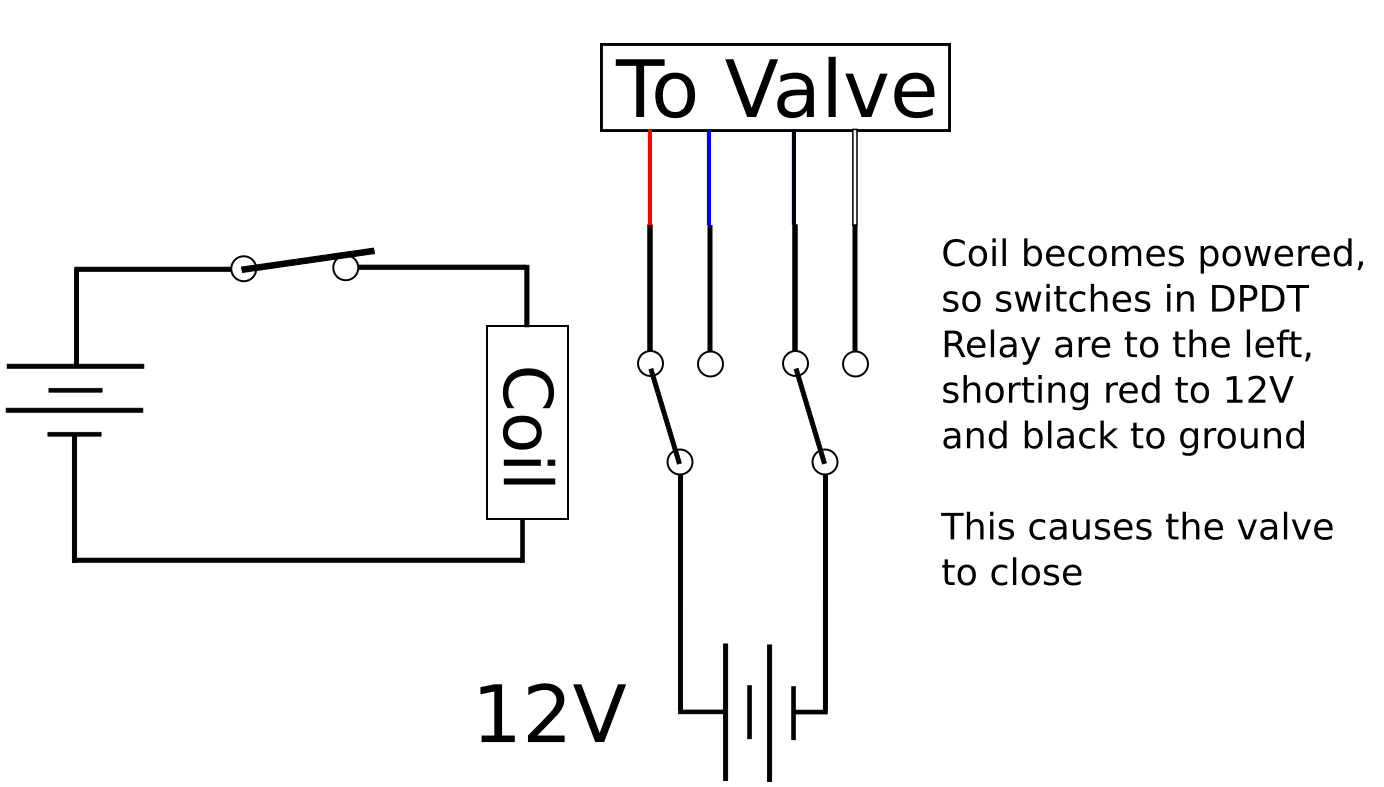 To Valve
Coil becomes powered,
so switches in DPDT
Relay are to the left,
shorting red to 12V
and black to ground
This causes the valve
to close
Coil
12V